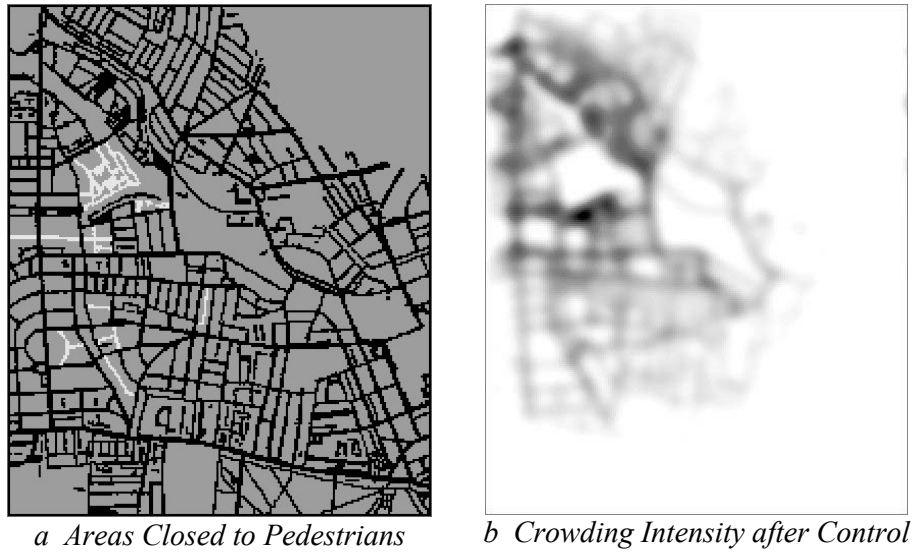 a Areas Closed to Pedestrians
b Crowding Intensity after Control